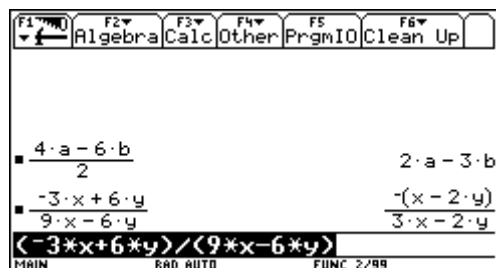 F1 F2 F3 F4 F5 F6
Algebra Calc Other PrgmIO Clean Up
4·a-6·b
2
2·a-3·b
-3·x+6·y
9·x-6·y
-(x-2·y)
3·x-2·y
(-3*x+6*y)/(9*x-6*y)
MAIN RAD AUTO FUNC 2/99